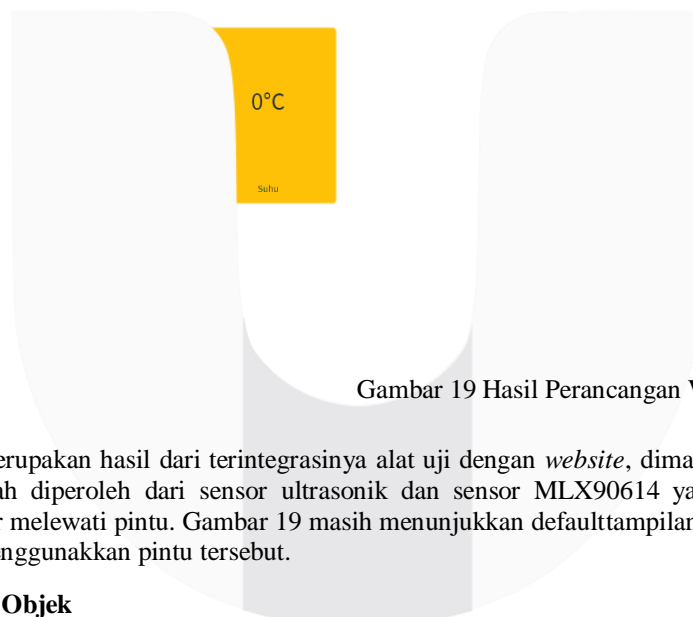 0°C
Suhu
Gambar 19 Hasil Perancangan
erupakan hasil dari terintegrasinya alat uji dengan website, dima
ah diperoleh dari sensor ultrasonik dan sensor MLX90614 ya
r melewati pintu. Gambar 19 masih menunjukkan defaulttampilan
enggunakkan pintu tersebut.
Objek